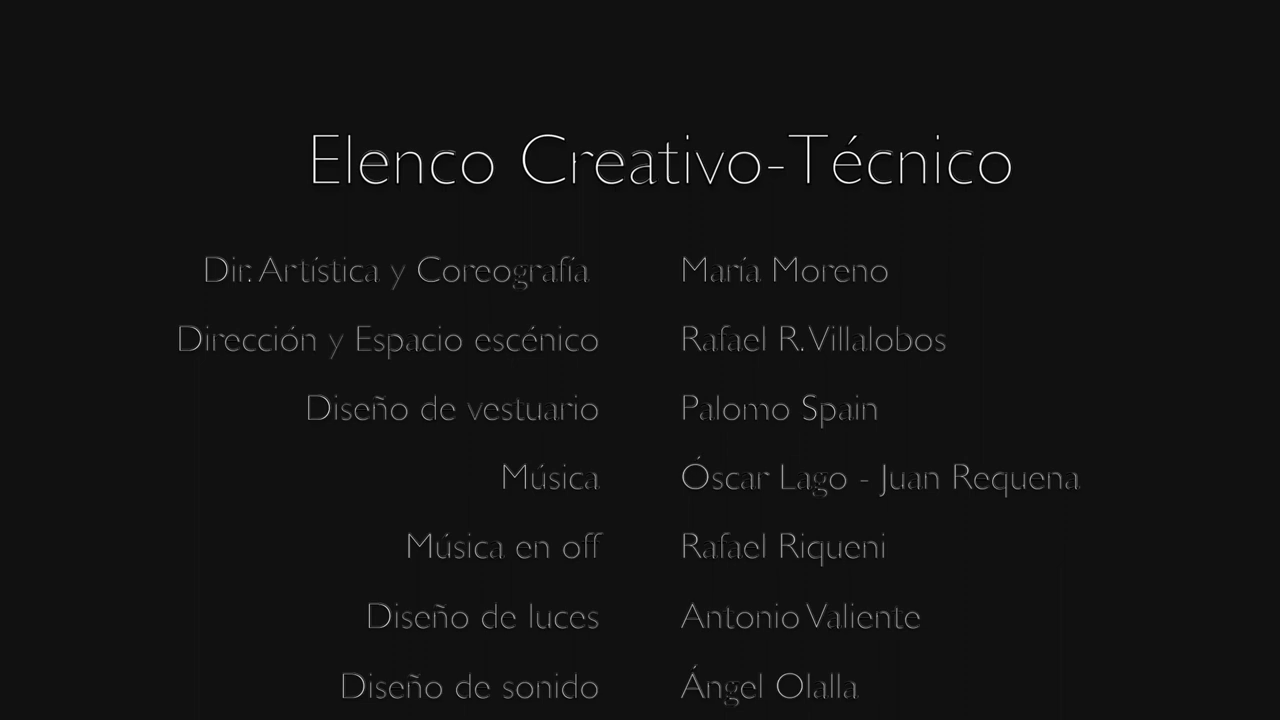 Elenco Creativo-Técnico
Dir. Artística y Coreografía María Moreno
Dirección y Espacio escénico Rafael R. Villalobos
Diseño de vestuario Palomo Spain
Música Óscar Lago - Juan Requena
Música en off Rafael Riqueni
Diseño de luces Antonio Valiente
Diseño de sonido Ángel Olalla